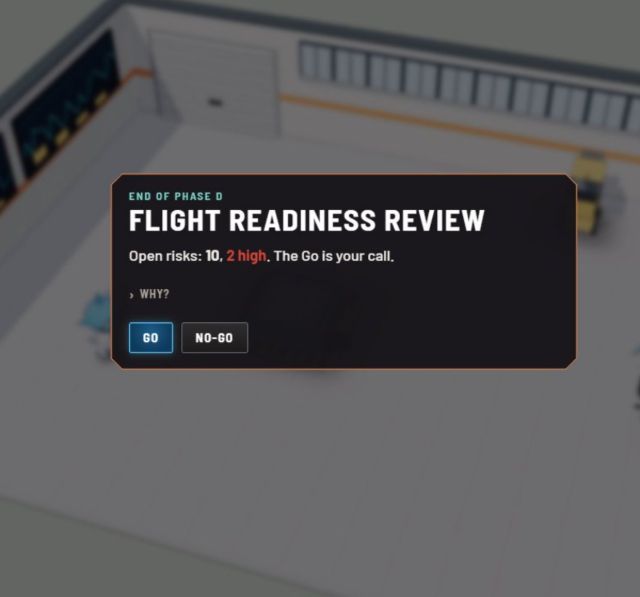 END OF PHASE D
FLIGHT READINESS REVIEW
Open risks: 10, 2 high. The Go is your call.
› WHY?
GO
NO-GO